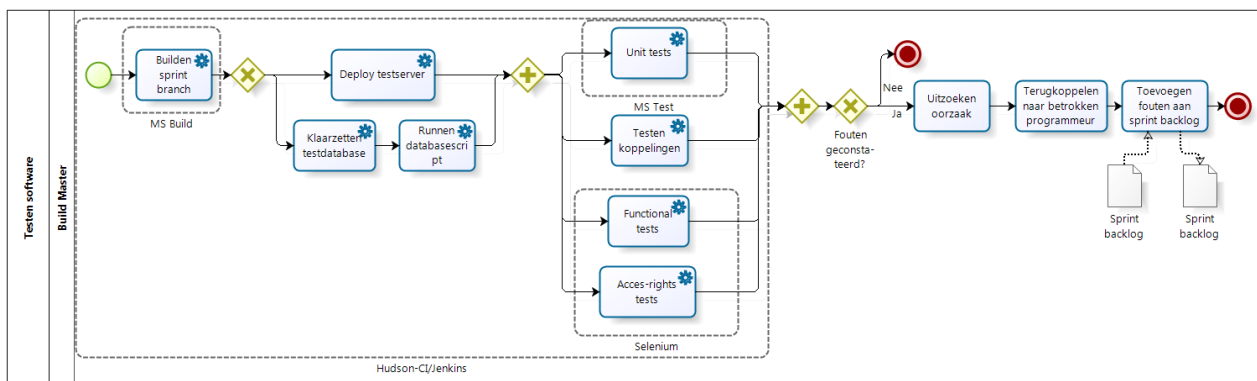 Testen software
Build Master
Builden
sprint
branch
MS Build
Deploy testserver
Klaarzetten
testdatabase
Runnen
databasescr
ipt
Unit tests
MS Test
Testen
koppelingen
Functional
tests
Acces-rights
tests
Selenium
Hudson-CI/Jenkins
Fouten
geconsta-
teerd?
Nee
Ja
Uitzoeken
oorzaak
Terugkoppelen
naar betrokken
programmeur
Toevoegen
fouten aan
sprint backlog
Sprint
backlog
Sprint
backlog